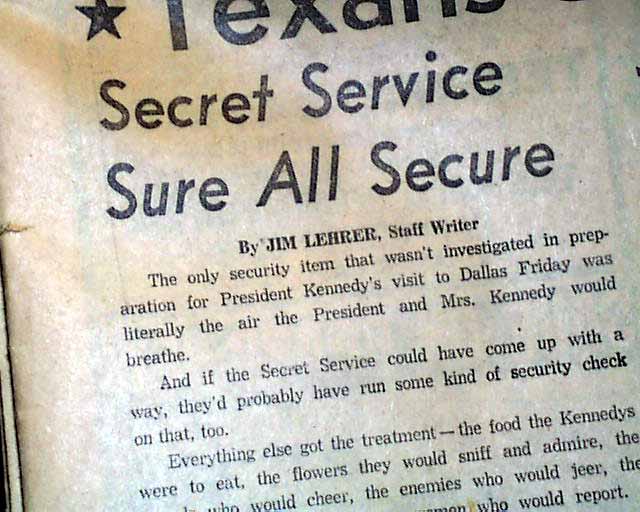 ★ Texans
Secret Service
Sure All Secure
By JIM LEHRER, Staff Writer
The only security item that wasn't investigated in prep-
aration for President Kennedy's visit to Dallas Friday was
literally the air the President and Mrs. Kennedy would
breathe.
And if the Secret Service could have come up with a
way, they'd probably have run some kind of security check
on that, too.
Everything else got the treatment — the food the Kennedys
were to eat, the flowers they would sniff and admire, the
who would cheer, the enemies who would jeer, the
who would report.